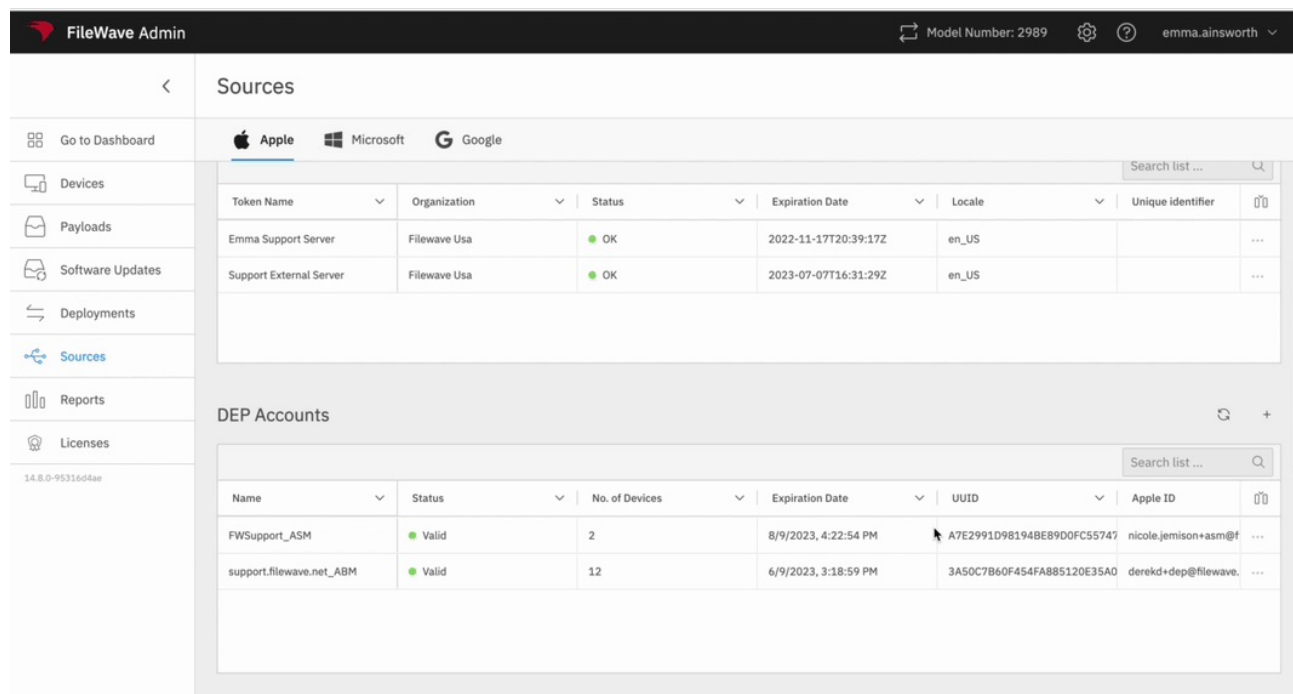 FileWave Admin
Model Number: 2989
emma.ainsworth
Sources
Go to Dashboard
Apple
Microsoft
Google
Devices
Payloads
Software Updates
Deployments
Sources
Reports
Licenses
14.8.0-95316d4ae
Search list ...
Token Name Organization Status Expiration Date Locale Unique identifier
Emma Support Server Filewave Usa OK 2022-11-17T20:39:17Z en_US
Support External Server Filewave Usa OK 2023-07-07T16:31:29Z en_US
DEP Accounts
Search list ...
Name Status No. of Devices Expiration Date UUID Apple ID
FWSupport_ASM Valid 2 8/9/2023, 4:22:54 PM A7E2991D98194BE89D0FC55747 nicole.jemison+asm@f
support.filewave.net_ABM Valid 12 6/9/2023, 3:18:59 PM 3A50C7B60F454FA885120E35A0 derekd+dep@filewave.